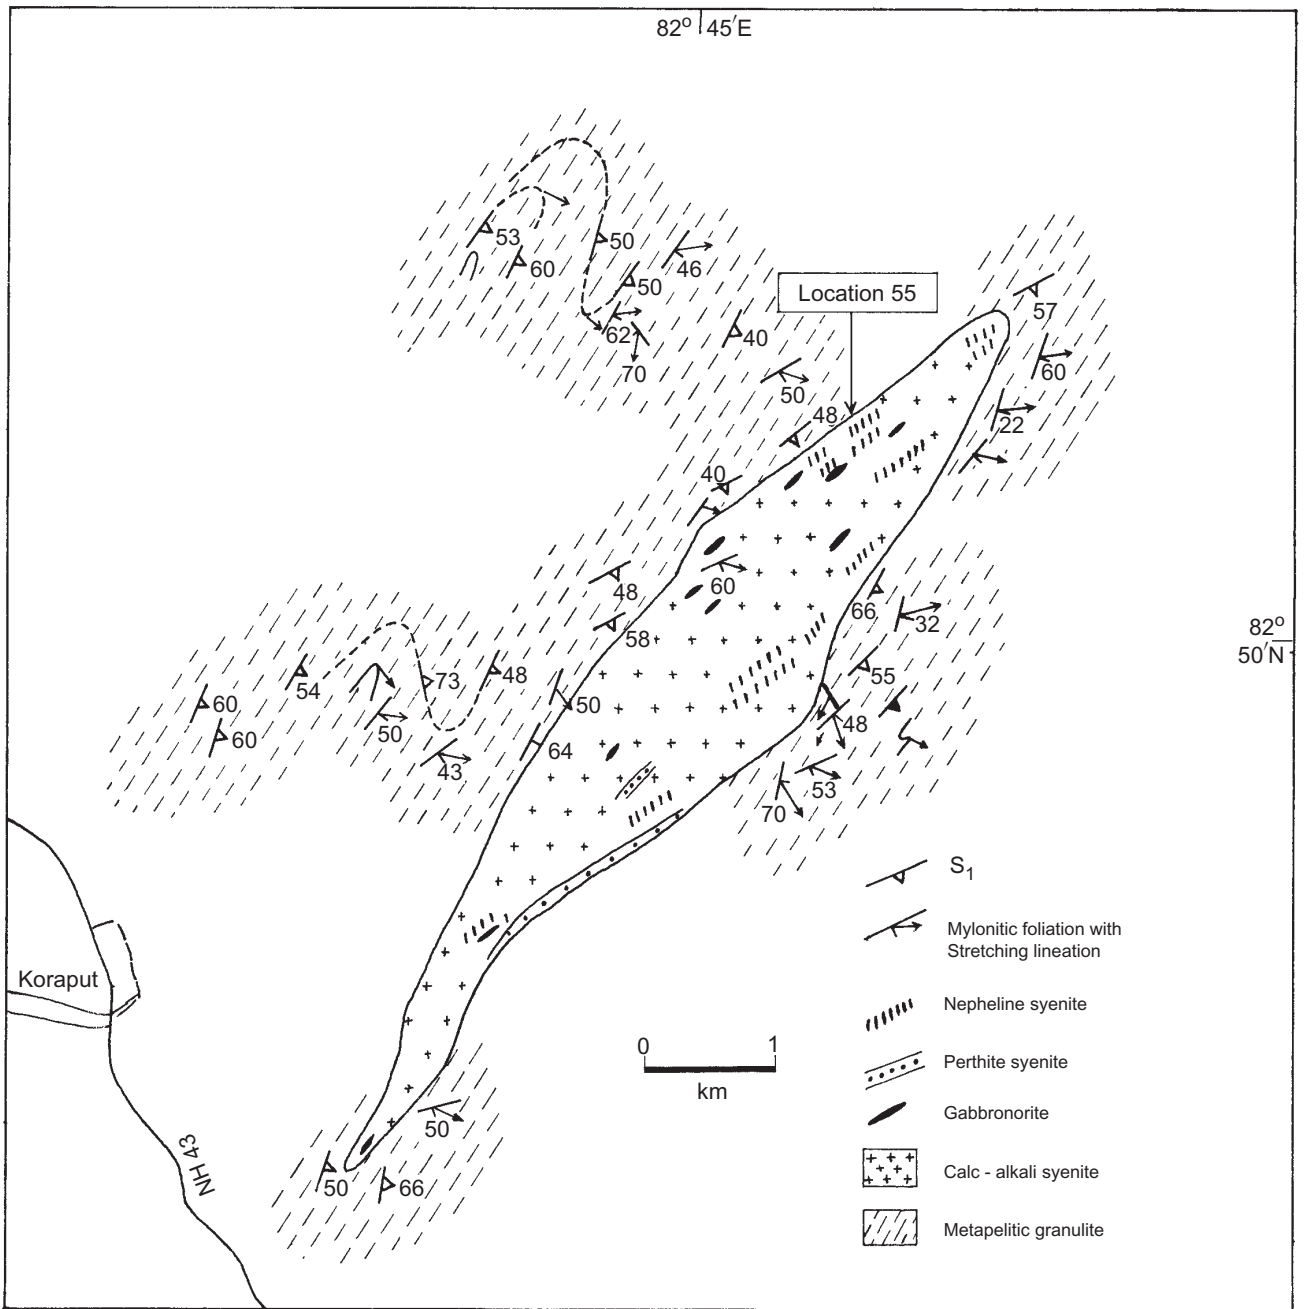 82° 45'E
53
50
60
46
50
62
40
70
50
Location 55
57
60
22
48
40
48
60
58
66
32
82°
50'N
55
54
73
48
60
50
50
60
48
64
43
53
70
S1
Mylonitic foliation with
Stretching lineation
Koraput
Nepheline syenite
0 1
km
Perthite syenite
Gabbronorite
50
NH 43
Calc - alkali syenite
50
66
Metapelitic granulite